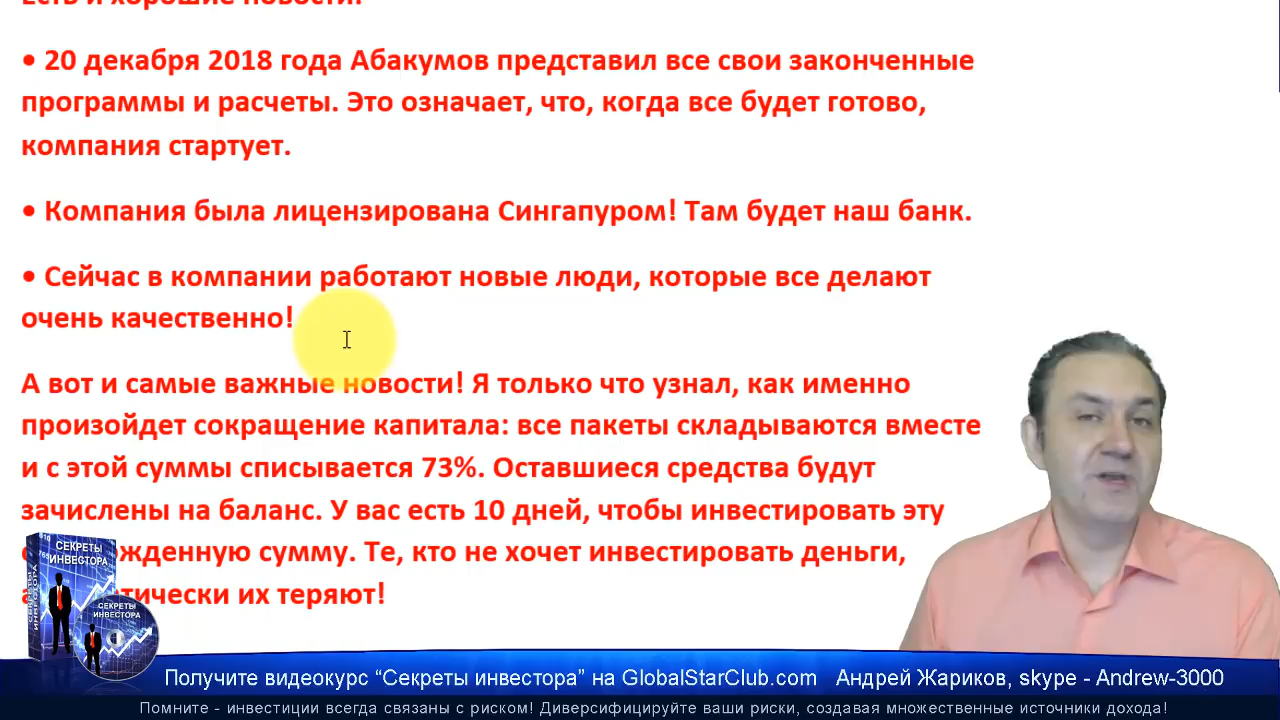 Есть и хорошие новости!
• 20 декабря 2018 года Абакумов представил все свои законченные
программы и расчеты. Это означает, что, когда все будет готово,
компания стартует.
• Компания была лицензирована Сингапуром! Там будет наш банк.
• Сейчас в компании работают новые люди, которые все делают
очень качественно!
А вот и самые важные новости! Я только что узнал, как именно
произойдет сокращение капитала: все пакеты складываются вместе
и с этой суммы списывается 73%. Оставшиеся средства будут
зачислены на баланс. У вас есть 10 дней, чтобы инвестировать эту
сумму. Те, кто не хочет инвестировать деньги,
их теряют!
СЕКРЕТЫ
ИНВЕСТОРА
СЕКРЕТЫ
ИНВЕСТОРА
СЕКРЕТЫ
ИНВЕСТОРА
Получите видеокурс “Секреты инвестора” на GlobalStarClub.com Андрей Жариков, skype - Andrew-3000
Помните - инвестиции всегда связаны с риском! Диверсифицируйте ваши риски, создавая множественные источники дохода!